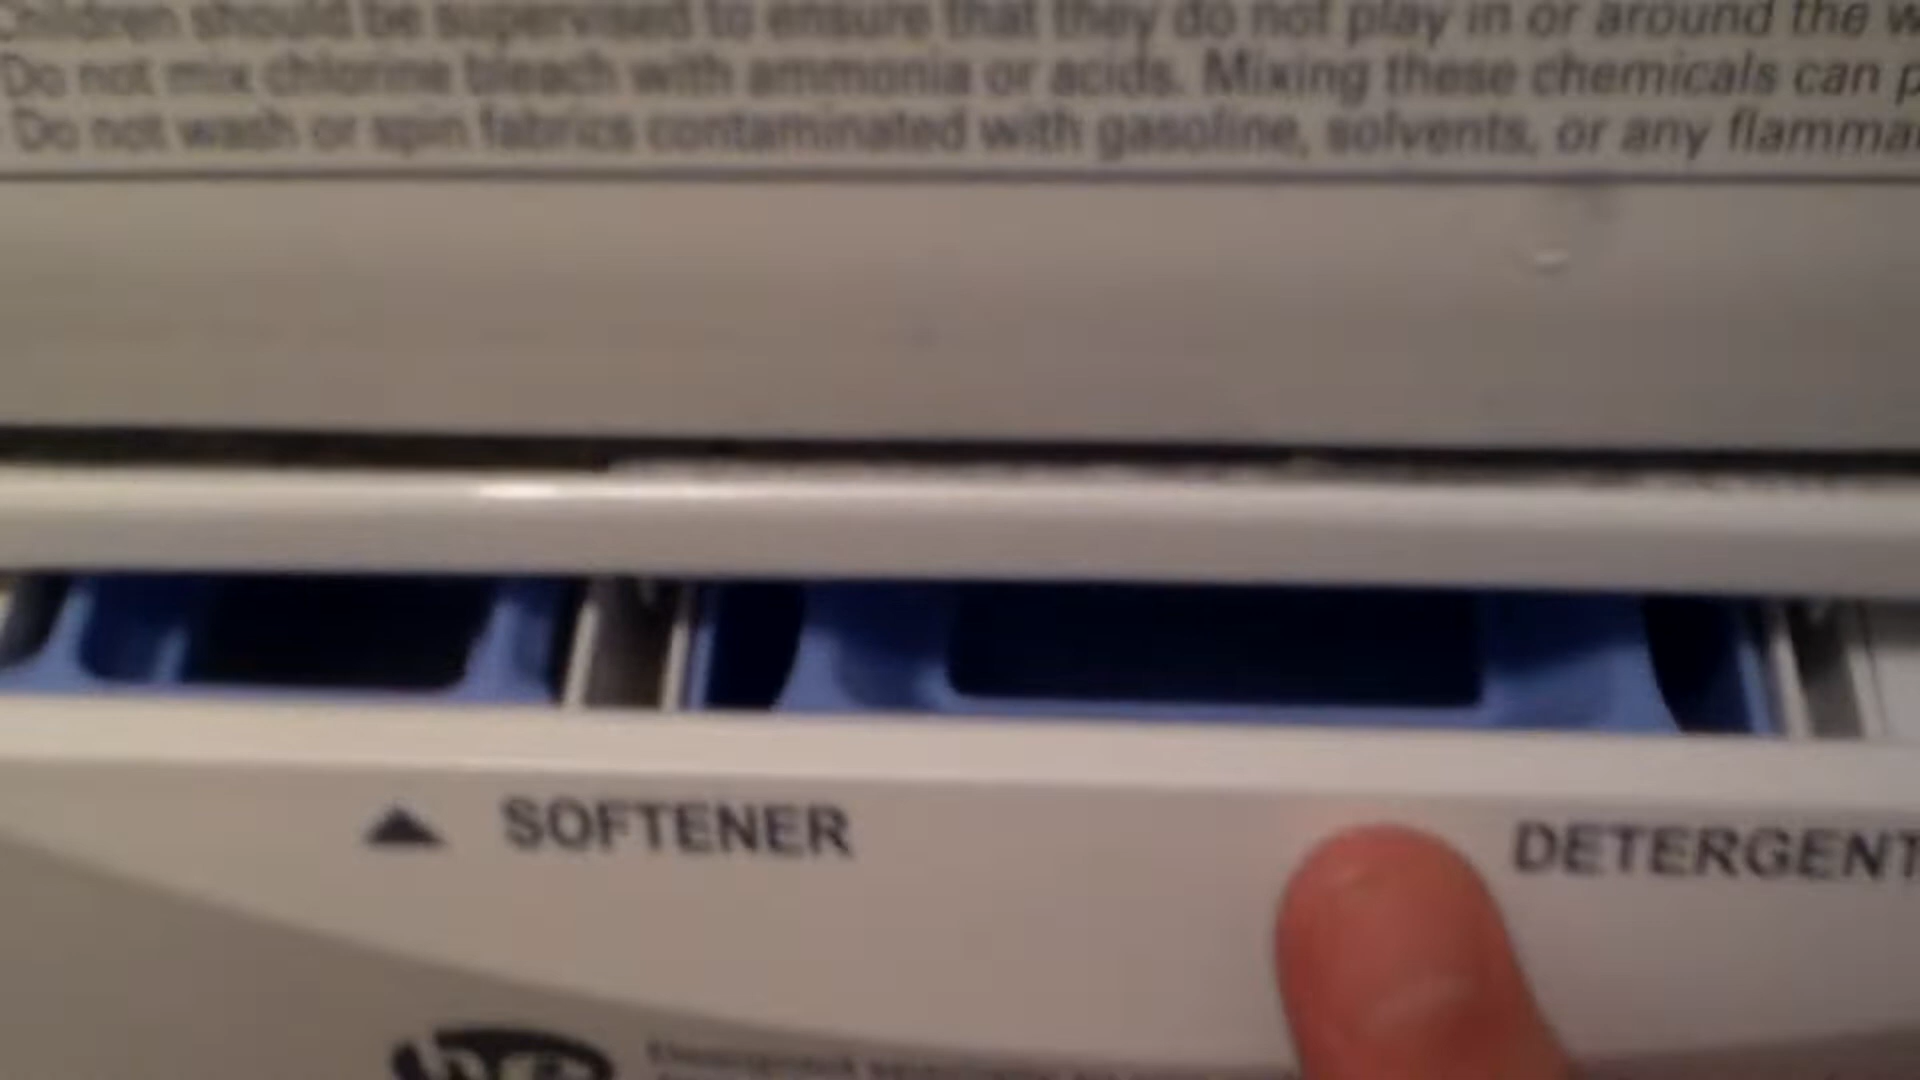 Children should be supervised to ensure that they do not play in or around the
Do not mix chlorine bleach with ammonia or acids. Mixing these chemicals can
Do not wash or spin fabrics contaminated with gasoline, solvents, or any
SOFTENER
DETERGENT